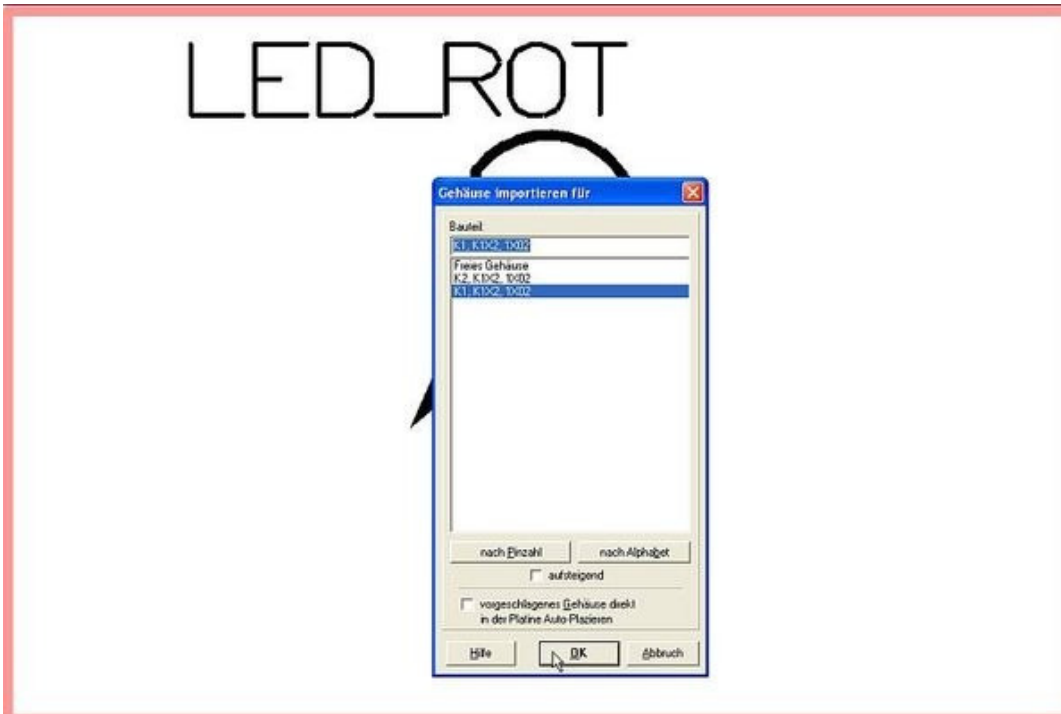 LED_ROT
Gehäuse importieren für
Bauteil:
K1, K1X2, 1X02
Freies Gehäuse
K2, K1X2, 1X02
K1, K1X2, 1X02
nach Pinzahl
nach Alphabet
aufsteigend
vorgeschlagenes Gehäuse direkt
in der Platine Auto-Plazieren
Hilfe
OK
Abbruch